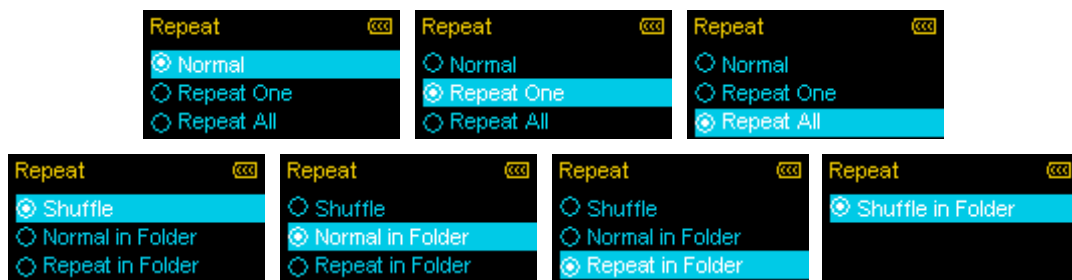 Repeat
Normal
Repeat One
Repeat All
Repeat
Normal
Repeat One
Repeat All
Repeat
Normal
Repeat One
Repeat All
Repeat
Shuffle
Normal in Folder
Repeat in Folder
Repeat
Shuffle
Normal in Folder
Repeat in Folder
Repeat
Shuffle
Normal in Folder
Repeat in Folder
Repeat
Shuffle in Folder